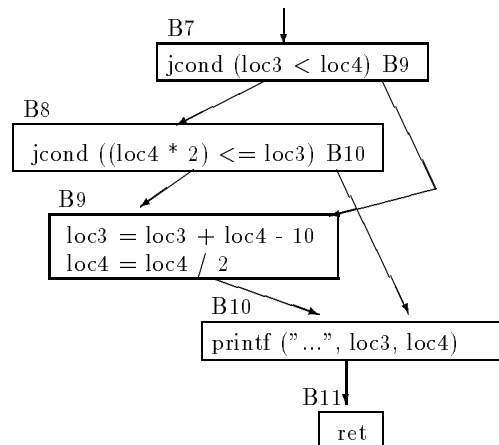 B7
jcond (loc3 < loc4) B9
B8
jcond ((loc4 * 2) <= loc3) B10
B9
loc3 = loc3 + loc4 - 10
loc4 = loc4 / 2
B10
printf ("...", loc3, loc4)
B11
ret